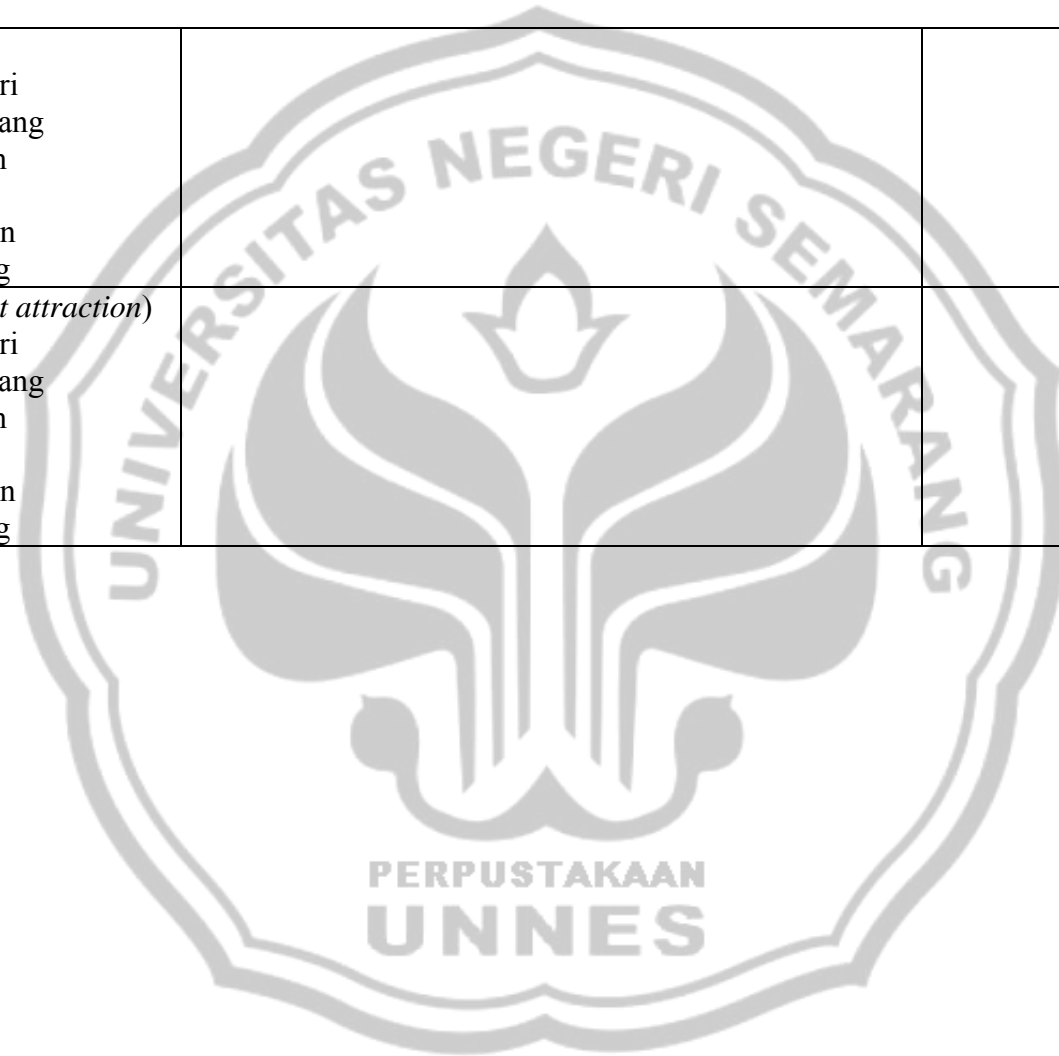 ri
ang
n
n
g
t attraction)
ri
ang
n
n
g
UNIVERSITAS NEGERI SEMARANG
PERPUSTAKAAN
UNNES